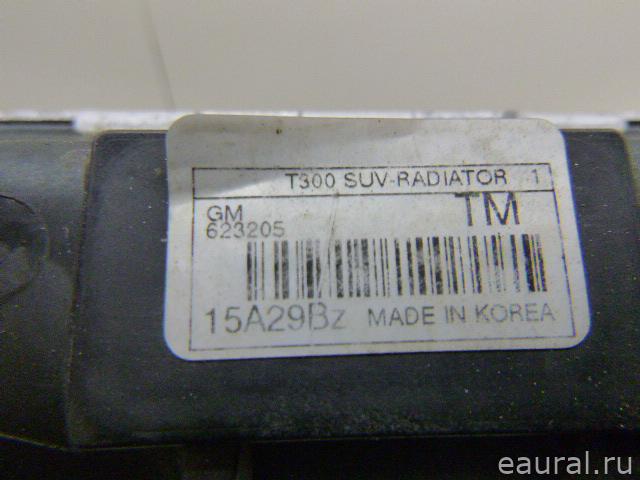 T300 SUV-RADIATOR 1
GM TM
623205
15A29Bz MADE IN KOREA
eaural.ru